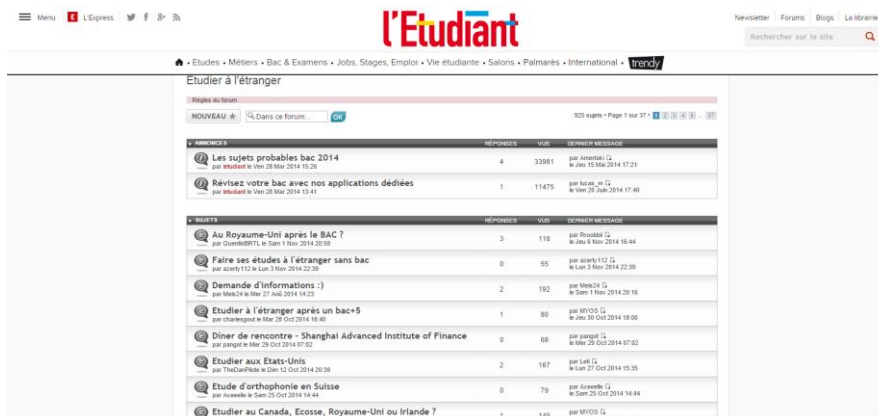 Menu L'Express
l'Etudiant
Newsletter Forums Blogs La librairie
Rechercher sur le site
• Etudes • Métiers • Bac & Examens • Jobs, Stages, Emploi • Vie étudiante • Salons • Palmarès • International • trendy
Etudier à l'étranger
Règles du forum
NOUVEAU Dans ce forum... OK 925 sujets • Page 1 sur 37 • 1 2 3 4 5 ... 37
ANNONCES RÉPONSES VUS DERNIER MESSAGE
Les sujets probables bac 2014 4 33981 par Amertski
par letudiant le Ven 28 Mar 2014 15:26 le Jeu 15 Mai 2014 17:21
Révisez votre bac avec nos applications dédiées 1 11475 par lucas_m
par letudiant le Ven 28 Mar 2014 13:41 le Ven 20 Juin 2014 17:40
SUJETS RÉPONSES VUS DERNIER MESSAGE
Au Royaume-Uni après le BAC ? 3 116 par Rroobbii
par QuentinBRTL le Sam 1 Nov 2014 20:59 le Jeu 6 Nov 2014 16:44
Faire ses études à l'étranger sans bac 0 55 par azerty112
par azerty112 le Lun 3 Nov 2014 22:39 le Lun 3 Nov 2014 22:39
Demande d'informations :) 2 192 par Mels24
par Mels24 le Mer 27 Aoû 2014 14:23 le Sam 1 Nov 2014 20:16
Etudier à l'étranger après un bac+5 1 80 par MYOS
par charlesgout le Mar 28 Oct 2014 18:40 le Jeu 30 Oct 2014 18:09
Dîner de rencontre - Shanghai Advanced Institute of Finance 0 68 par pangot
par pangot le Mer 29 Oct 2014 07:02 le Mer 29 Oct 2014 07:02
Etudier aux Etats-Unis 2 167 par Leti
par TheDanPilote le Dim 12 Oct 2014 20:39 le Lun 27 Oct 2014 15:35
Etude d'orthophonie en Suisse 0 79 par Axeeelle
par Axeeelle le Sam 25 Oct 2014 14:44 le Sam 25 Oct 2014 14:44
Etudier au Canada, Ecosse, Royaume-Uni ou Irlande ? 1 149 par MYOS